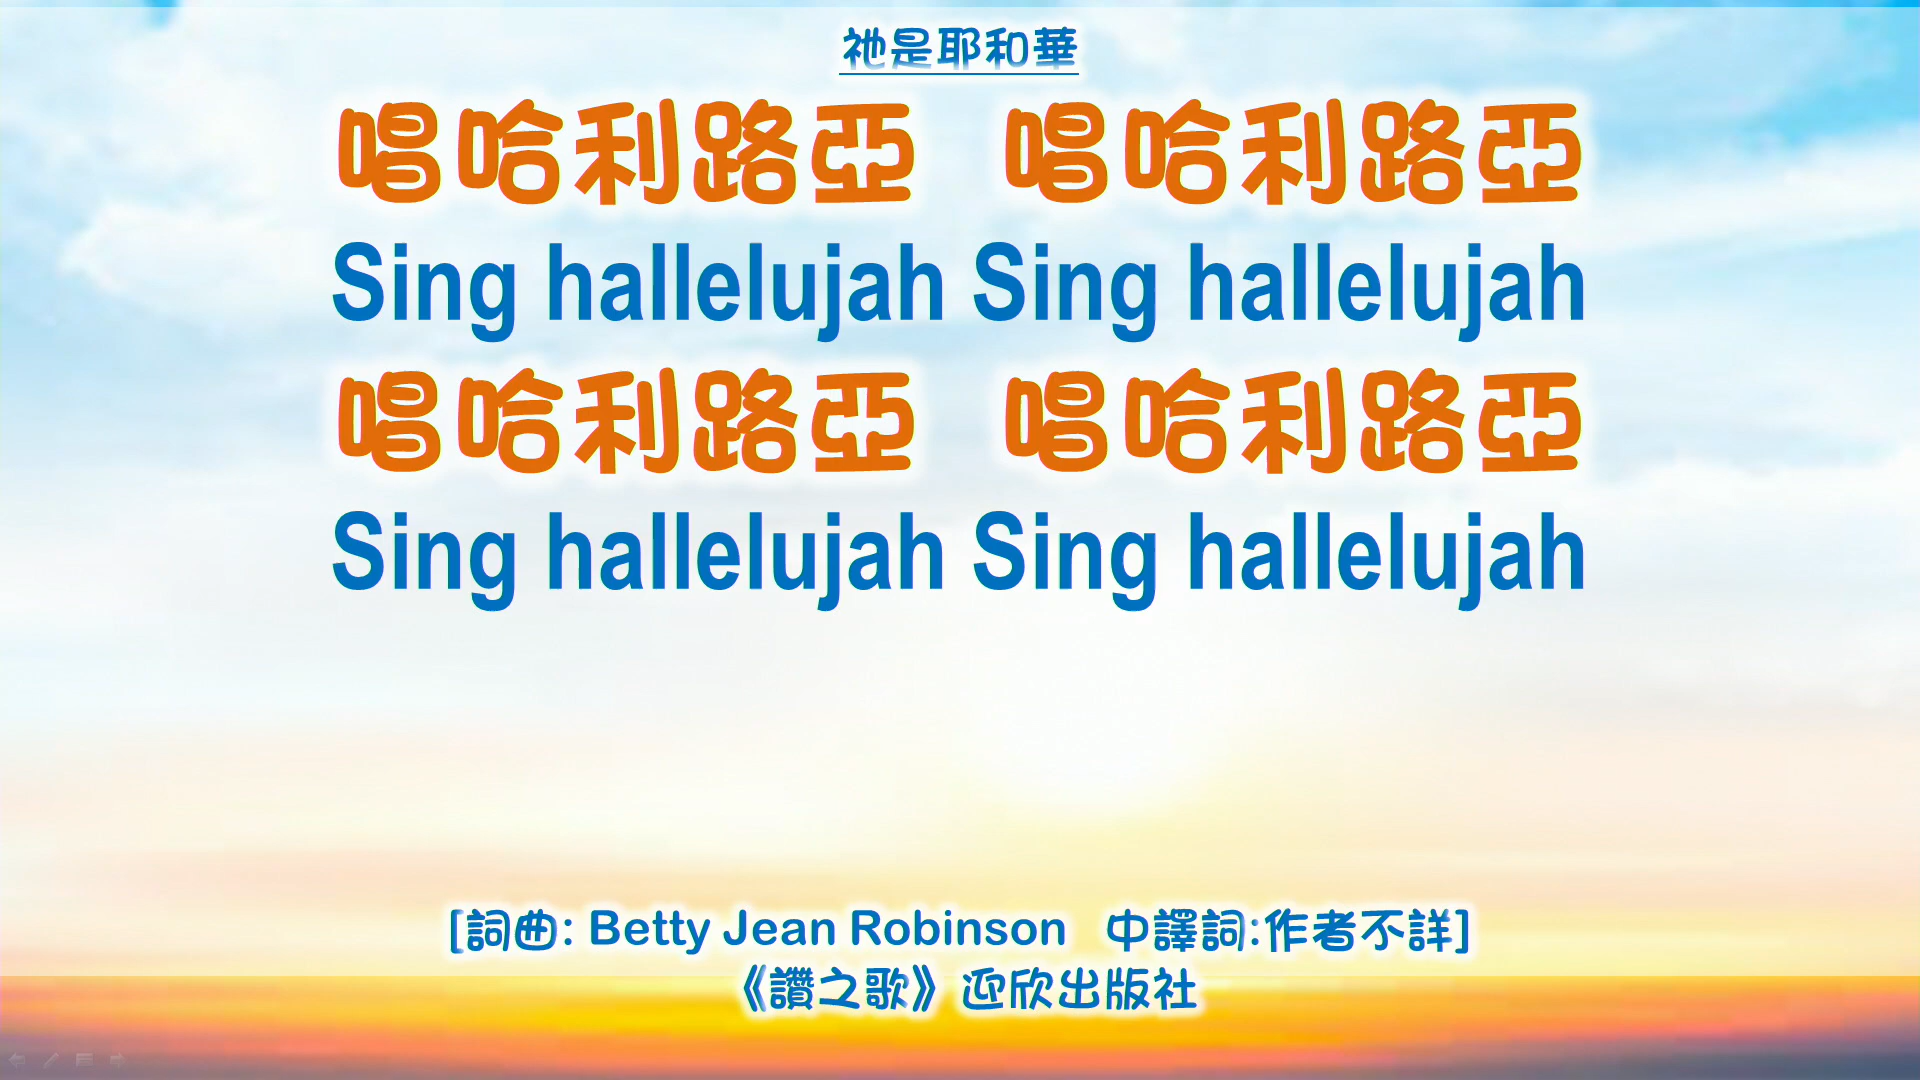 祂是耶和華
唱哈利路亞 唱哈利路亞
Sing hallelujah Sing hallelujah
唱哈利路亞 唱哈利路亞
Sing hallelujah Sing hallelujah
[詞曲: Betty Jean Robinson 中譯詞:作者不詳]
《讚之歌》迎欣出版社